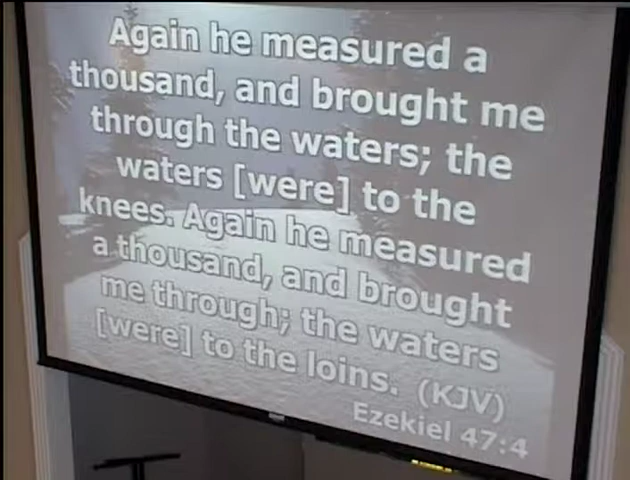 Again he measured a
thousand, and brought me
through the waters; the
waters [were] to the
knees. Again he measured
a thousand, and brought
me through; the waters
[were] to the loins. (KJV)
Ezekiel 47:4